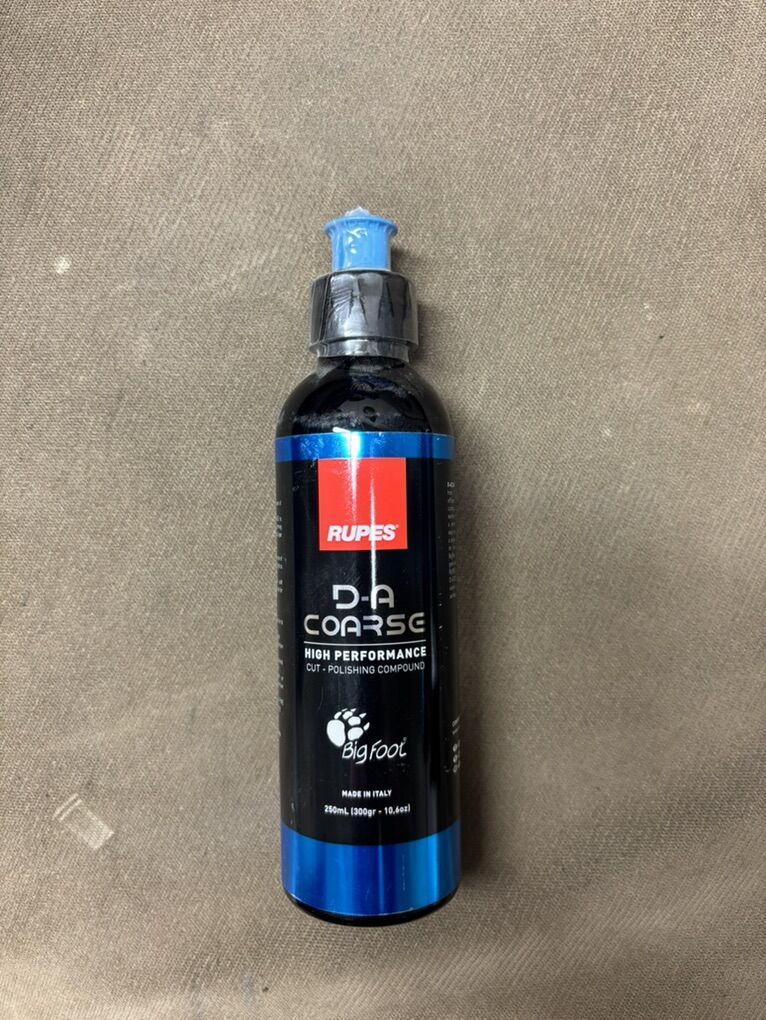 RUPES®
D-A
COARSE
HIGH PERFORMANCE
CUT - POLISHING COMPOUND
BigFoot®
MADE IN ITALY
250mL (300gr - 10,6oz)